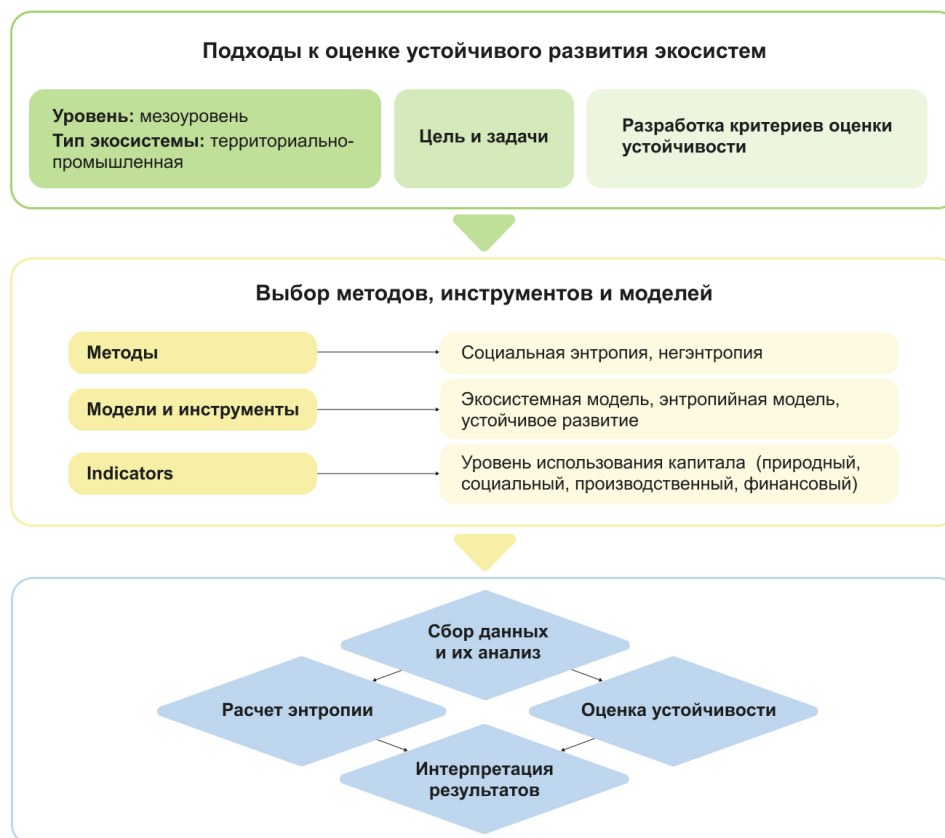 Подходы к оценке устойчивого развития экосистем
Уровень: мезоуровень
Тип экосистемы: территориально-
промышленная
Цель и задачи
Разработка критериев оценки
устойчивости
Выбор методов, инструментов и моделей
Методы
Социальная энтропия, негэнтропия
Модели и инструменты
Экосистемная модель, энтропийная модель,
устойчивое развитие
Indicators
Уровень использования капитала (природный,
социальный, производственный, финансовый)
Сбор данных
и их анализ
Расчет энтропии
Оценка устойчивости
Интерпретация
результатов